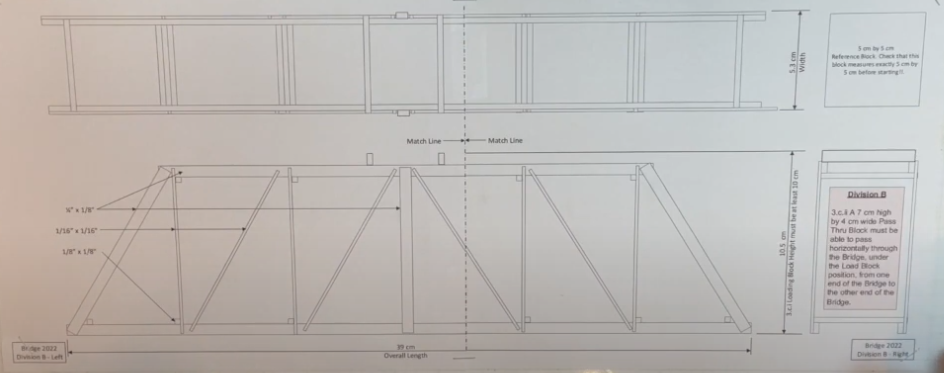 5.3 cm
Width
5 cm by 5 cm
Reference Block. Check that this
block measures exactly 5 cm by
5 cm before starting!!
Match Line
Match Line
¼" x 1/8"
1/16" x 1/16"
1/8" x 1/8"
10.5 cm
3.c.i Loading Block Height must be at least 10 cm
Division B
3.c.ii A 7 cm high
by 4 cm wide Pass
Thru Block must be
able to pass
horizontally through
the Bridge, under
the Load Block
position, from one
end of the Bridge to
the other end of the
Bridge.
Bridge 2022
Division B - Left
39 cm
Overall Length
Bridge 2022
Division B - Right